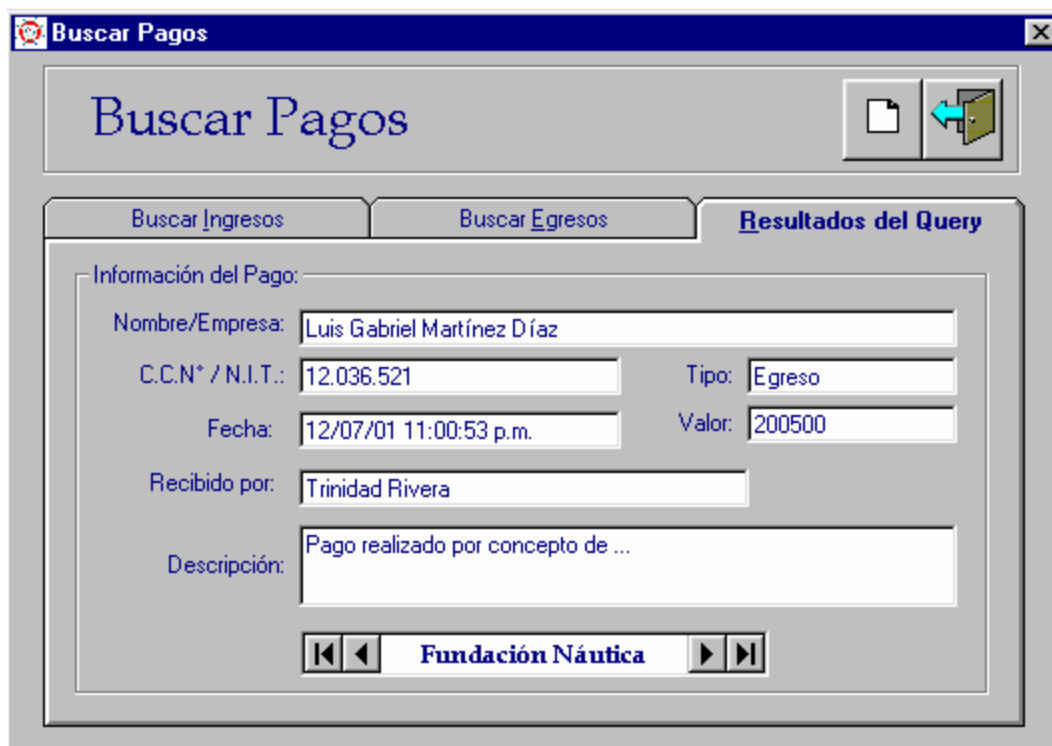 Buscar Pagos
Buscar Pagos
Buscar Ingresos Buscar Egresos Resultados del Query
Información del Pago:
Nombre/Empresa: Luis Gabriel Martínez Díaz
C.C.N° / N.I.T.: 12.036.521 Tipo: Egreso
Fecha: 12/07/01 11:00:53 p.m. Valor: 200500
Recibido por: Trinidad Rivera
Descripción: Pago realizado por concepto de ...
Fundación Náutica